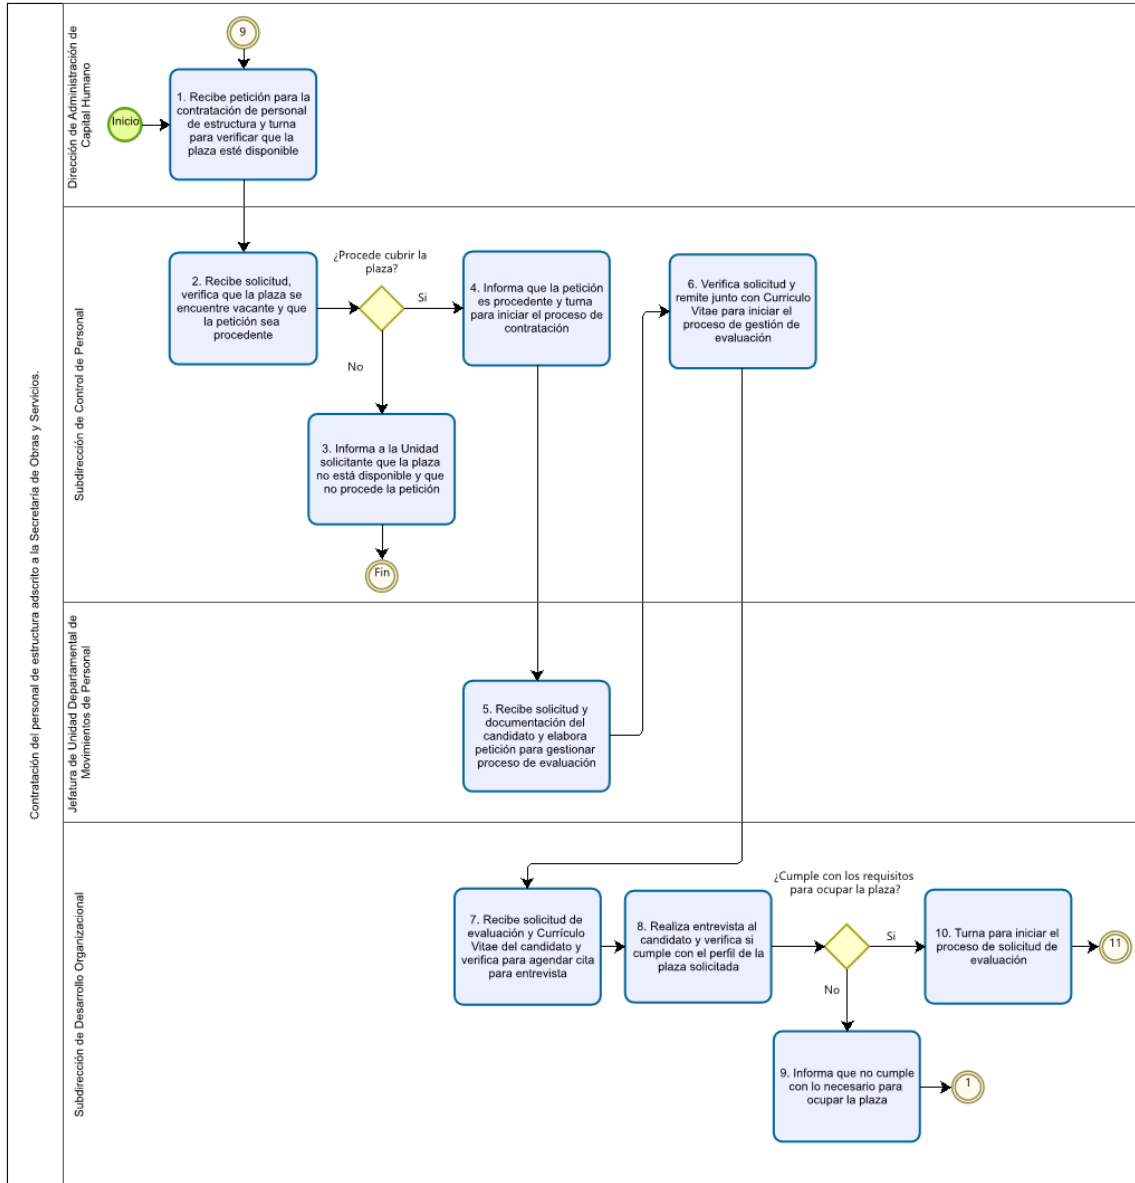 Contratación del personal de estructura adscrito a la Secretaría de Obras y Servicios.
Dirección de Administración de
Capital Humano
9
Inicio
1. Recibe petición para la
contratación de personal
de estructura y turna
para verificar que la
plaza esté disponible
Subdirección de Control de Personal
2. Recibe solicitud,
verifica que la plaza se
encuentre vacante y que
la petición sea
procedente
¿Procede cubrir la
plaza?
Si
No
3. Informa a la Unidad
solicitante que la plaza
no está disponible y que
no procede la petición
Fin
4. Informa que la petición
es procedente y turna
para iniciar el proceso de
contratación
6. Verifica solicitud y
remite junto con Curriculo
Vitae para iniciar el
proceso de gestión de
evaluación
Jefatura de Unidad Departamental de
Movimientos de Personal
5. Recibe solicitud y
documentación del
candidato y elabora
petición para gestionar
proceso de evaluación
Subdirección de Desarrollo Organizacional
7. Recibe solicitud de
evaluación y Currículo
Vitae del candidato y
verifica para agendar cita
para entrevista
8. Realiza entrevista al
candidato y verifica si
cumple con el perfil de la
plaza solicitada
¿Cumple con los requisitos
para ocupar la plaza?
Si
No
10. Turna para iniciar el
proceso de solicitud de
evaluación
11
9. Informa que no cumple
con lo necesario para
ocupar la plaza
1